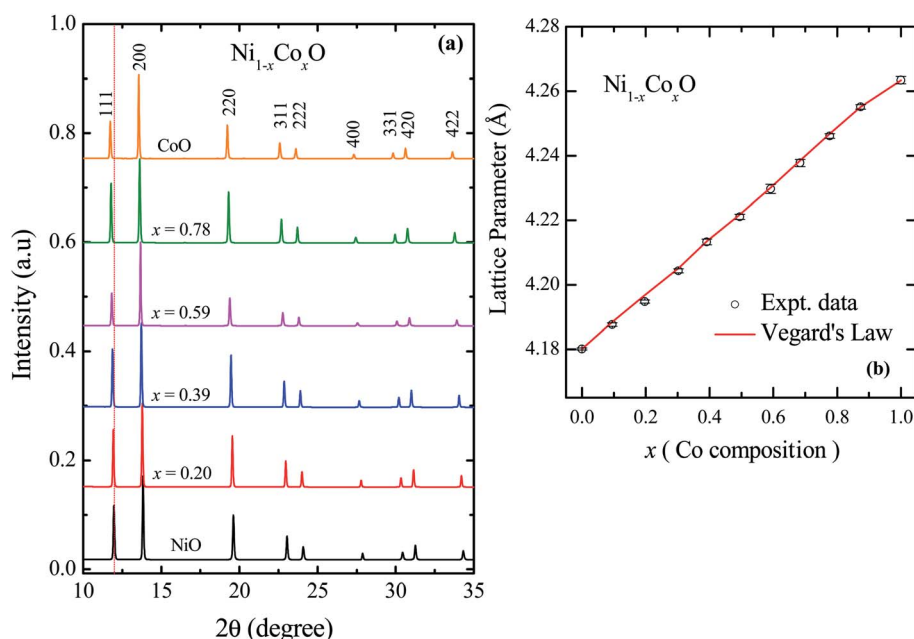 (a)
Ni1-xCoxO
111
200
220
311
222
400
331
420
422
CoO
x = 0.78
x = 0.59
x = 0.39
x = 0.20
NiO
1.0
0.8
0.6
0.4
0.2
0.0
Intensity (a.u)
10 15 20 25 30 35
2θ (degree)
Ni1-xCoxO
4.28
4.26
4.24
4.22
4.20
4.18
Lattice Parameter (Å)
Expt. data
Vegard's Law
(b)
0.0 0.2 0.4 0.6 0.8 1.0
x ( Co composition )